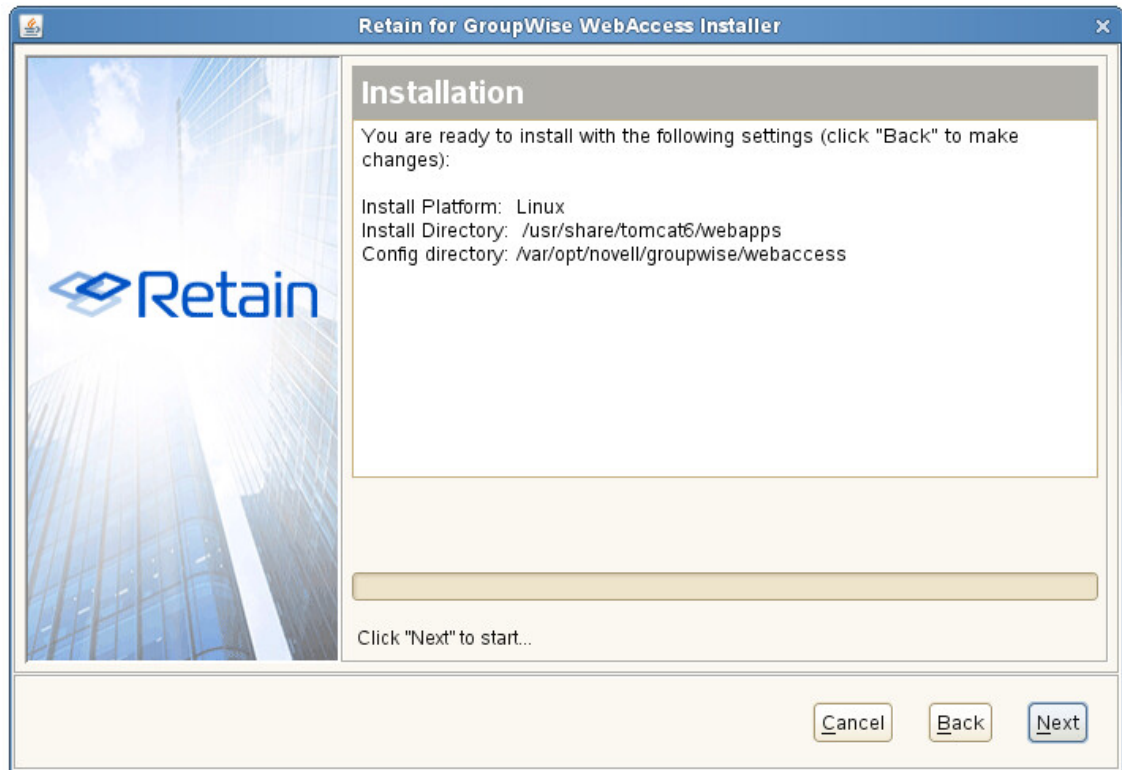 Retain for GroupWise WebAccess Installer
Installation
You are ready to install with the following settings (click "Back" to make
changes):
Install Platform: Linux
Install Directory: /usr/share/tomcat6/webapps
Config directory: /var/opt/novell/groupwise/webaccess
Retain
Click "Next" to start...
Cancel Back Next